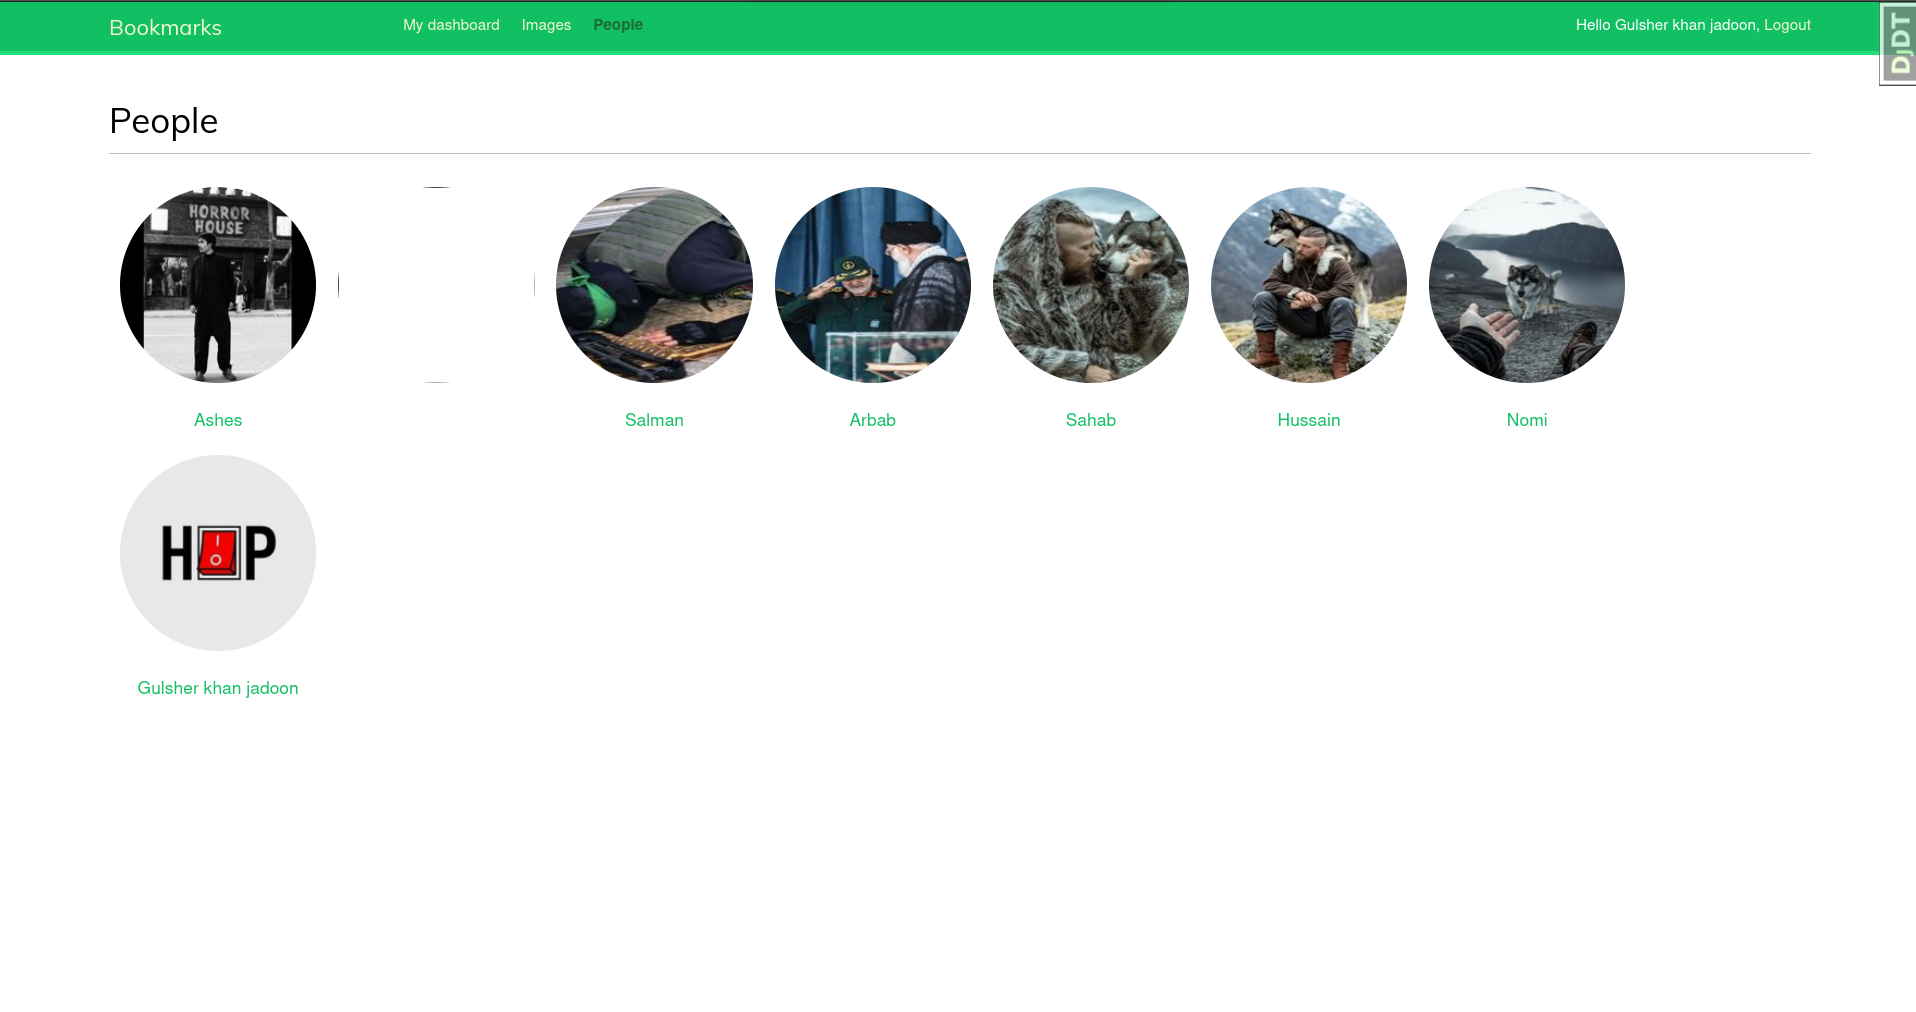 Bookmarks
My dashboard Images People
Hello Gulsher khan jadoon, Logout
DjDT
People
HORROR
HOUSE
Ashes
Salman
Arbab
Sahab
Hussain
Nomi
H P
Gulsher khan jadoon